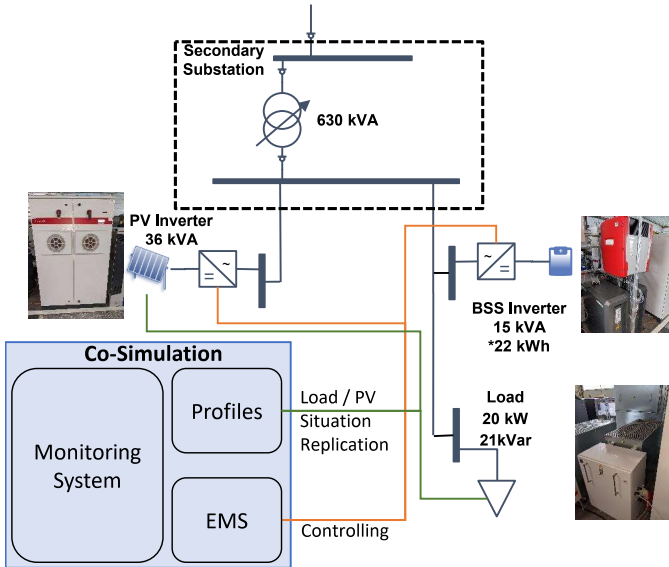 Secondary
Substation
630 kVA
PV Inverter
36 kVA
BSS Inverter
15 kVA
*22 kWh
Co-Simulation
Monitoring
System
Profiles
EMS
Load / PV
Situation
Replication
Controlling
Load
20 kW
21kVar